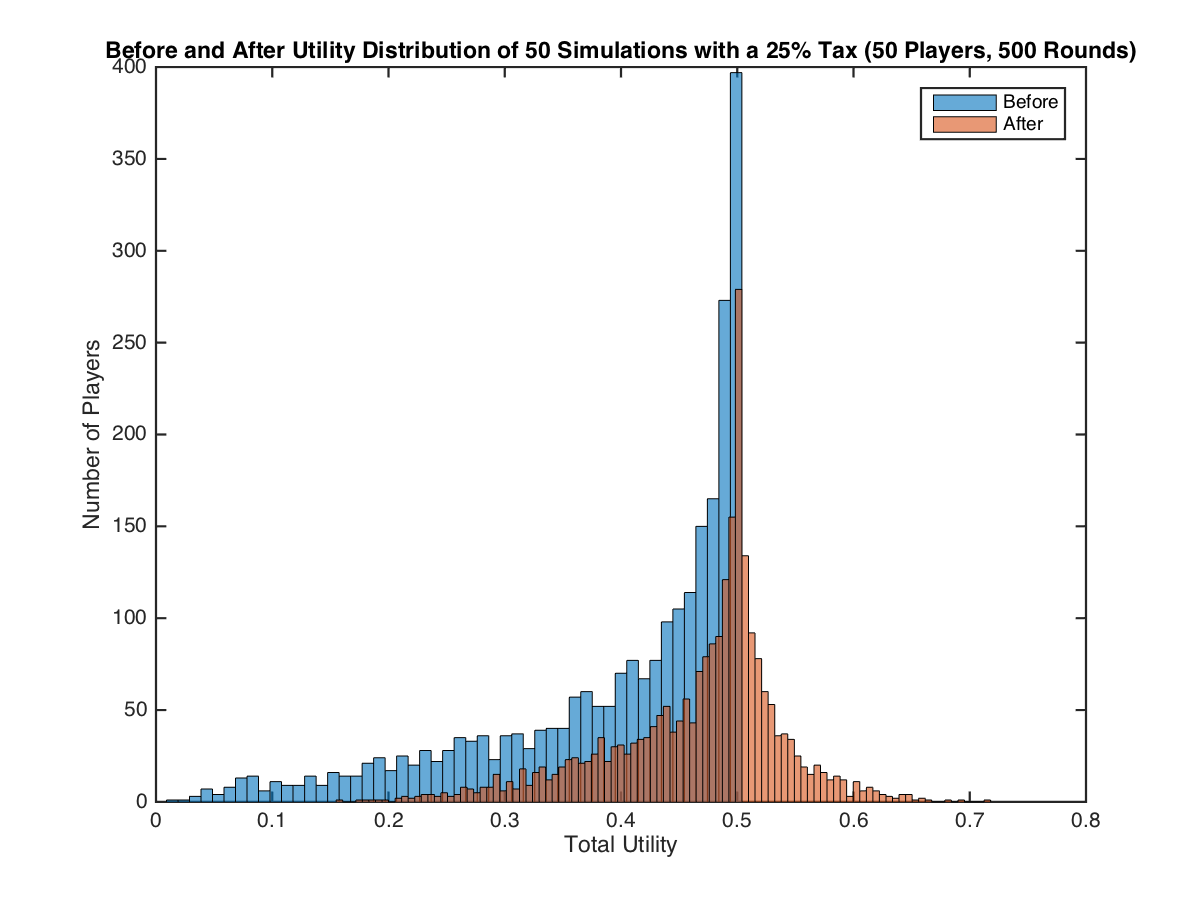 Before and After Utility Distribution of 50 Simulations with a 25% Tax (50 Players, 500 Rounds)
400
350
300
250
200
150
100
50
0
Number of Players
Before
After
0 0.1 0.2 0.3 0.4 0.5 0.6 0.7 0.8
Total Utility